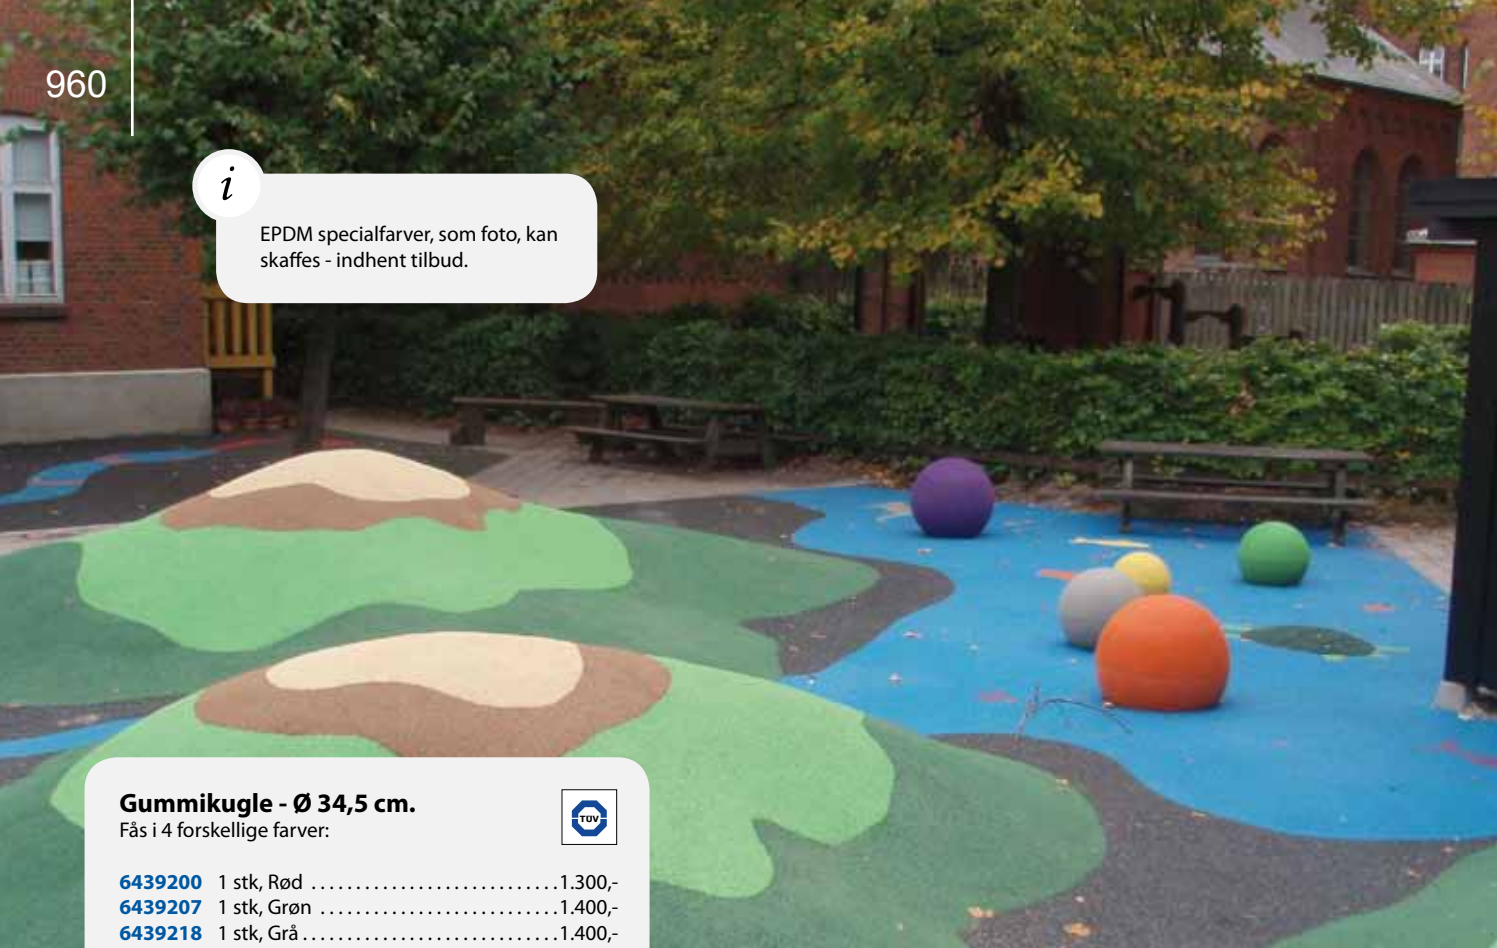 960
i
EPDM specialfarver, som foto, kan
skaffes - indhent tilbud.
Gummikugle - Ø 34,5 cm.
Fås i 4 forskellige farver:
TÜV
6439200 1 stk, Rød ............................1.300,-
6439207 1 stk, Grøn ...........................1.400,-
6439218 1 stk, Grå.............................1.400,-